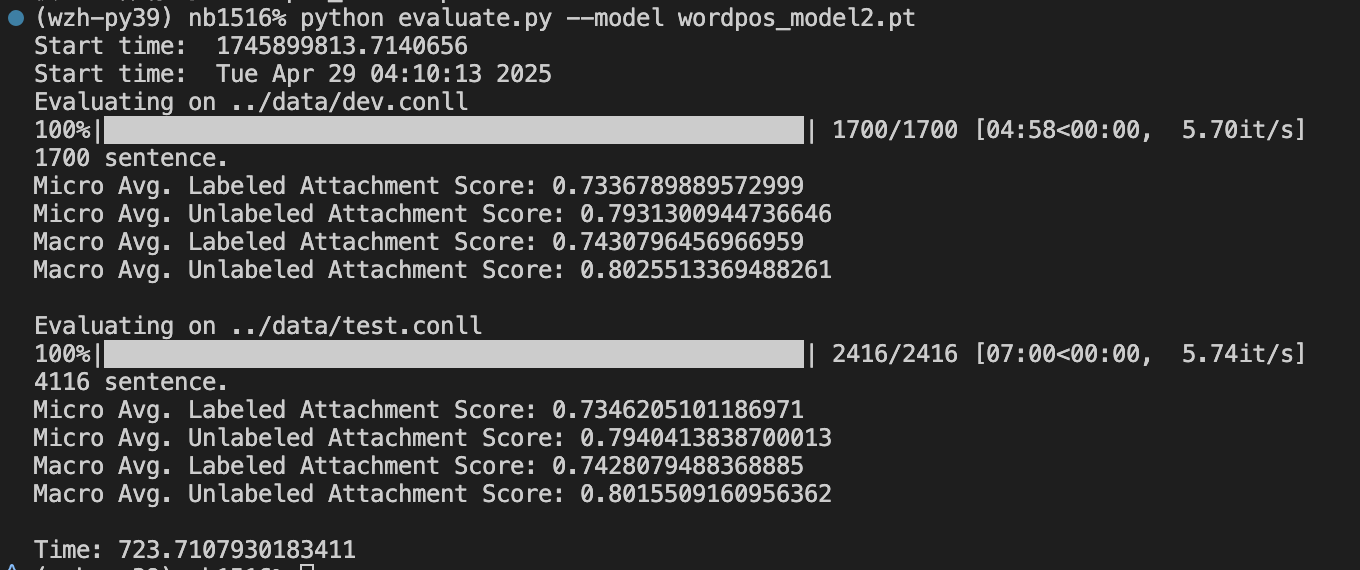 (wzh-py39) nb1516% python evaluate.py --model wordpos_model2.pt
Start time:  1745899813.7140656
Start time:  Tue Apr 29 04:10:13 2025
Evaluating on ../data/dev.conll
100%| | 1700/1700 [04:58<00:00,  5.70it/s]
1700 sentence.
Micro Avg. Labeled Attachment Score: 0.7336789889572999
Micro Avg. Unlabeled Attachment Score: 0.7931300944736646
Macro Avg. Labeled Attachment Score: 0.7430796456966959
Macro Avg. Unlabeled Attachment Score: 0.8025513369488261
Evaluating on ../data/test.conll
100%| | 2416/2416 [07:00<00:00,  5.74it/s]
4116 sentence.
Micro Avg. Labeled Attachment Score: 0.7346205101186971
Micro Avg. Unlabeled Attachment Score: 0.7940413838700013
Macro Avg. Labeled Attachment Score: 0.7428079488368885
Macro Avg. Unlabeled Attachment Score: 0.8015509160956362
Time: 723.7107930183411